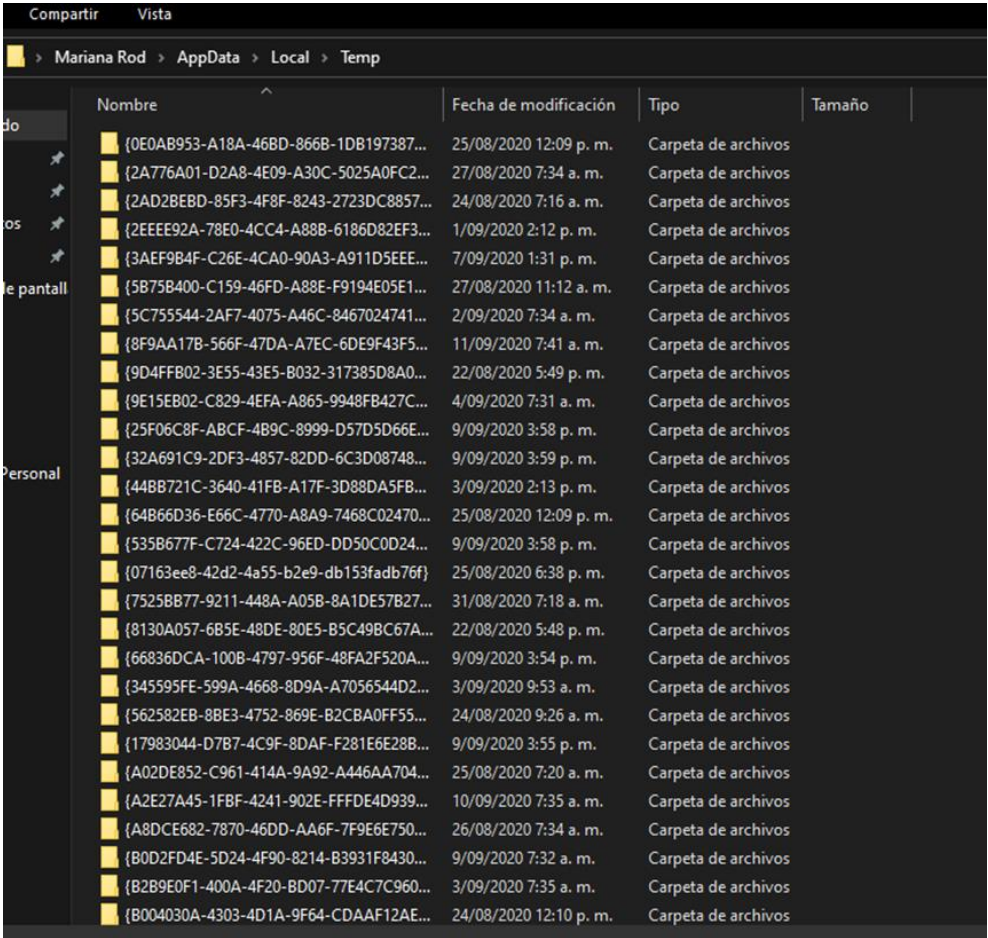 Compartir Vista
> Mariana Rod > AppData > Local > Temp
Nombre Fecha de modificación Tipo Tamaño
do
{0E0AB953-A18A-46BD-866B-1DB197387... 25/08/2020 12:09 p. m. Carpeta de archivos
{2A776A01-D2A8-4E09-A30C-5025A0FC2... 27/08/2020 7:34 a. m. Carpeta de archivos
{2AD2BEBD-85F3-4F8F-8243-2723DC8857... 24/08/2020 7:16 a. m. Carpeta de archivos
os {2EEEE92A-78E0-4CC4-A88B-6186D82EF3... 1/09/2020 2:12 p. m. Carpeta de archivos
{3AEF9B4F-C26E-4CA0-90A3-A911D5EEE... 7/09/2020 1:31 p. m. Carpeta de archivos
de pantall {5B75B400-C159-46FD-A88E-F9194E05E1... 27/08/2020 11:12 a. m. Carpeta de archivos
{5C755544-2AF7-4075-A46C-8467024741... 2/09/2020 7:34 a. m. Carpeta de archivos
{8F9AA17B-566F-47DA-A7EC-6DE9F43F5... 11/09/2020 7:41 a. m. Carpeta de archivos
{9D4FFB02-3E55-43E5-B032-317385D8A0... 22/08/2020 5:49 p. m. Carpeta de archivos
{9E15EB02-C829-4EFA-A865-9948FB427C... 4/09/2020 7:31 a. m. Carpeta de archivos
{25F06C8F-ABCF-4B9C-8999-D57D5D66E... 9/09/2020 3:58 p. m. Carpeta de archivos
Personal {32A691C9-2DF3-4857-82DD-6C3D08748... 9/09/2020 3:59 p. m. Carpeta de archivos
{44BB721C-3640-41FB-A17F-3D88DA5FB... 3/09/2020 2:13 p. m. Carpeta de archivos
{64B66D36-E66C-4770-A8A9-7468C02470... 25/08/2020 12:09 p. m. Carpeta de archivos
{535B677F-C724-422C-96ED-DD50C0D24... 9/09/2020 3:58 p. m. Carpeta de archivos
{07163ee8-42d2-4a55-b2e9-db153fadb76f} 25/08/2020 6:38 p. m. Carpeta de archivos
{7525BB77-9211-448A-A05B-8A1DE57B27... 31/08/2020 7:18 a. m. Carpeta de archivos
{8130A057-6B5E-48DE-80E5-B5C49BC67A... 22/08/2020 5:48 p. m. Carpeta de archivos
{66836DCA-100B-4797-956F-48FA2F520A... 9/09/2020 3:54 p. m. Carpeta de archivos
{345595FE-599A-4668-8D9A-A7056544D2... 3/09/2020 9:53 a. m. Carpeta de archivos
{562582EB-8BE3-4752-869E-B2CBA0FF55... 24/08/2020 9:26 a. m. Carpeta de archivos
{17983044-D7B7-4C9F-8DAF-F281E6E28B... 9/09/2020 3:55 p. m. Carpeta de archivos
{A02DE852-C961-414A-9A92-A446AA704... 25/08/2020 7:20 a. m. Carpeta de archivos
{A2E27A45-1FBF-4241-902E-FFFDE4D939... 10/09/2020 7:35 a. m. Carpeta de archivos
{A8DCE682-7870-46DD-AA6F-7F9E6E750... 26/08/2020 7:34 a. m. Carpeta de archivos
{B0D2FD4E-5D24-4F90-8214-B3931F8430... 9/09/2020 7:32 a. m. Carpeta de archivos
{B2B9E0F1-400A-4F20-BD07-77E4C7C960... 3/09/2020 7:35 a. m. Carpeta de archivos
{B004030A-4303-4D1A-9F64-CDAAF12AE... 24/08/2020 12:10 p. m. Carpeta de archivos